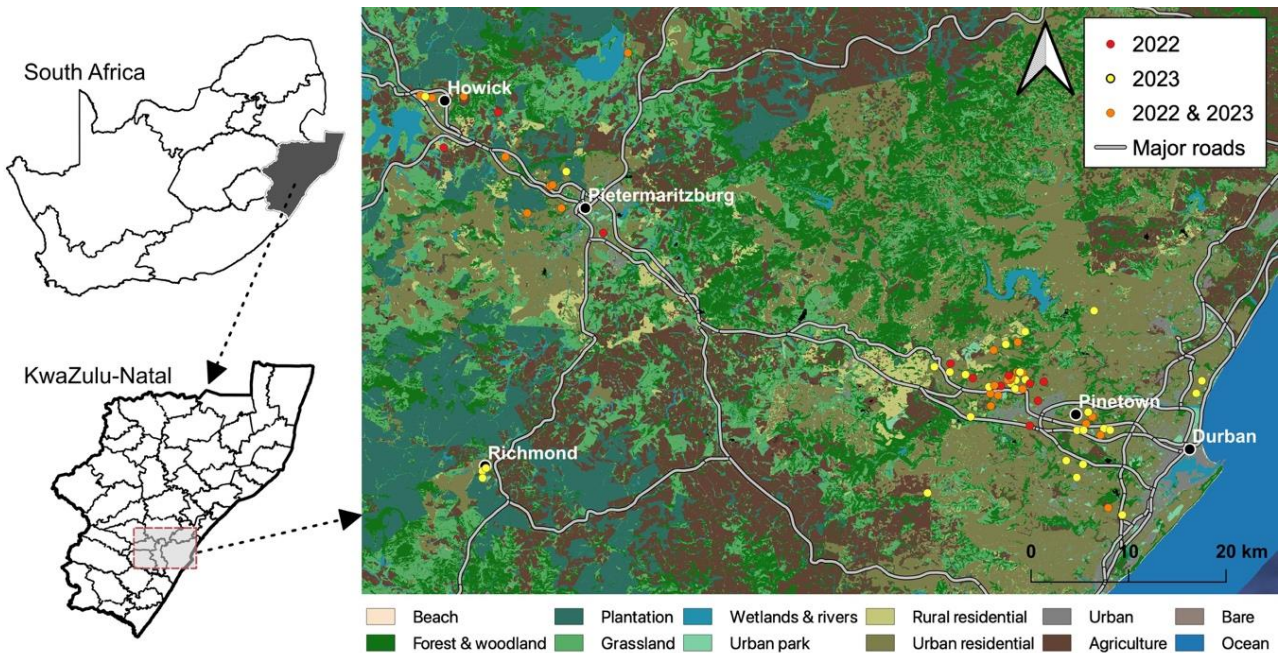 South Africa
KwaZulu-Natal
Howick
Pietermaritzburg
Richmond
Pinetown
Durban
2022
2023
2022 & 2023
Major roads
0 10 20 km
Beach Plantation Wetlands & rivers Rural residential Urban Bare
Forest & woodland Grassland Urban park Urban residential Agriculture Ocean